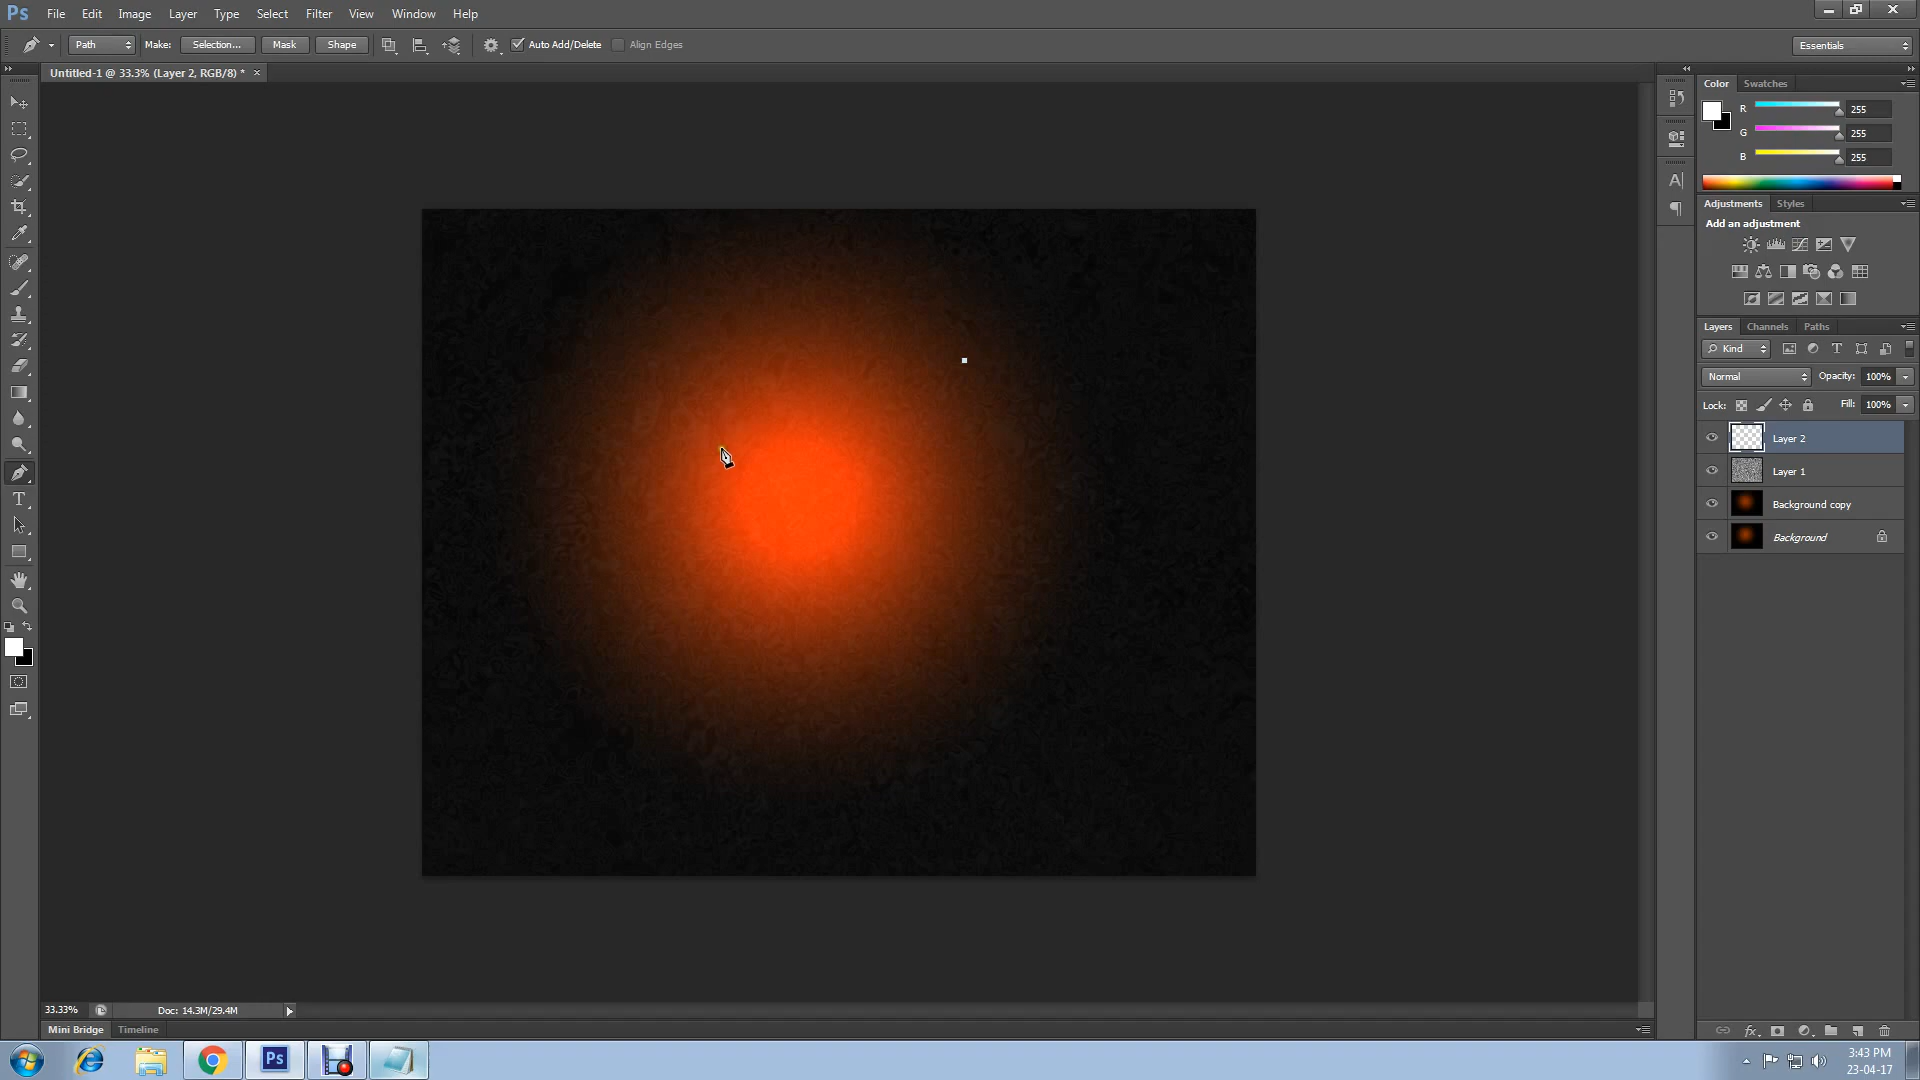 Ps File Edit Image Layer Type Select Filter View Window Help
Path Make: Selection... Mask Shape Auto Add/Delete Align Edges Essentials
Untitled-1 @ 33.3% (Layer 2, RGB/8) * ×
Color Swatches
R 255
G 255
B 255
Adjustments Styles
Add an adjustment
Layers Channels Paths
Kind
Normal Opacity: 100%
Lock: Fill: 100%
Layer 2
Layer 1
Background copy
Background
33.33% Doc: 14.3M/29.4M
Mini Bridge Timeline
Ps
3:43 PM
23-04-17